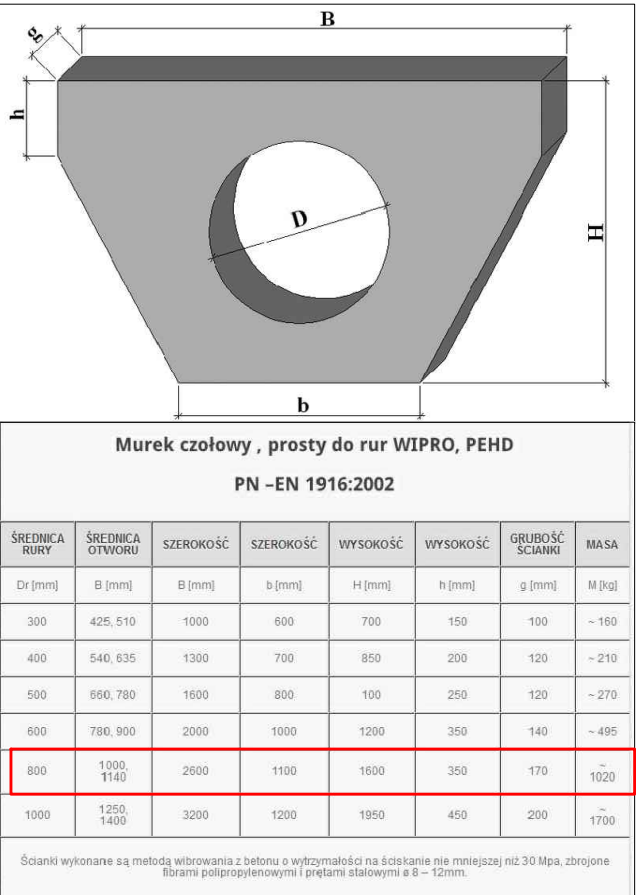 B
g
h
D
H
b
Murek czołowy , prosty do rur WIPRO, PEHD
PN –EN 1916:2002
ŚREDNICA RURY ŚREDNICA OTWORU SZEROKOŚĆ SZEROKOŚĆ WYSOKOŚĆ WYSOKOŚĆ GRUBOŚĆ ŚCIANKI MASA
Dr [mm] B [mm] B [mm] b [mm] H [mm] h [mm] g [mm] M [kg]
300 425, 510 1000 600 700 150 100 ~ 160
400 540, 635 1300 700 850 200 120 ~ 210
500 660, 780 1600 800 100 250 120 ~ 270
600 780, 900 2000 1000 1200 350 140 ~ 495
800 1000, 1140 2600 1100 1600 350 170 ~ 1020
1000 1250, 1400 3200 1200 1950 450 200 ~ 1700
Ścianki wykonane są metodą wibrowania z betonu o wytrzymałości na ściskanie nie mniejszej niż 30 Mpa, zbrojone
fibrami polipropylenowymi i prętami stalowymi ø 8 – 12mm.